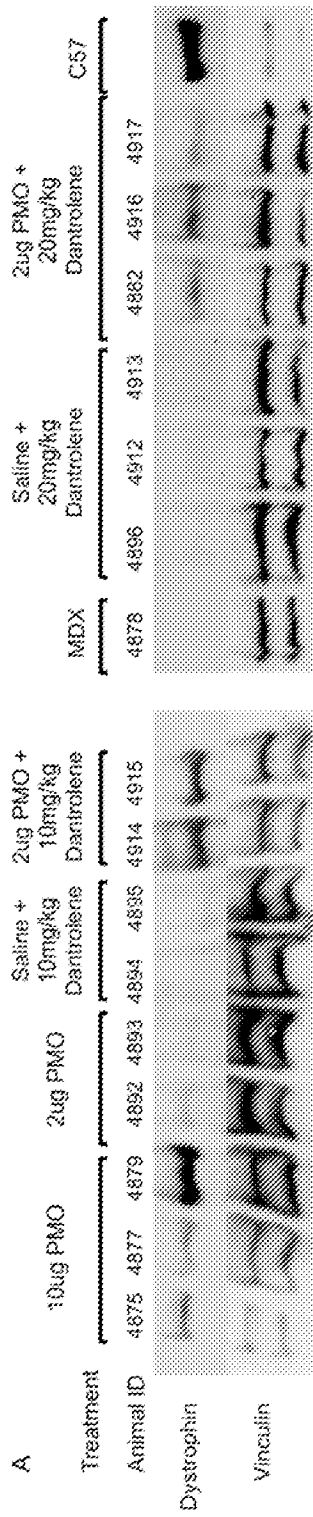 A
Treatment 10ug PMO 2ug PMO Saline + 10mg/kg Dantrolene 2ug PMO + 10mg/kg Dantrolene MDX Saline + 20mg/kg Dantrolene 2ug PMO + 20mg/kg Dantrolene C57
Animal ID 4875 4877 4879 4892 4893 4894 4895 4914 4915 4878 4896 4912 4913 4882 4916 4917
Dystrophin
Vinculin